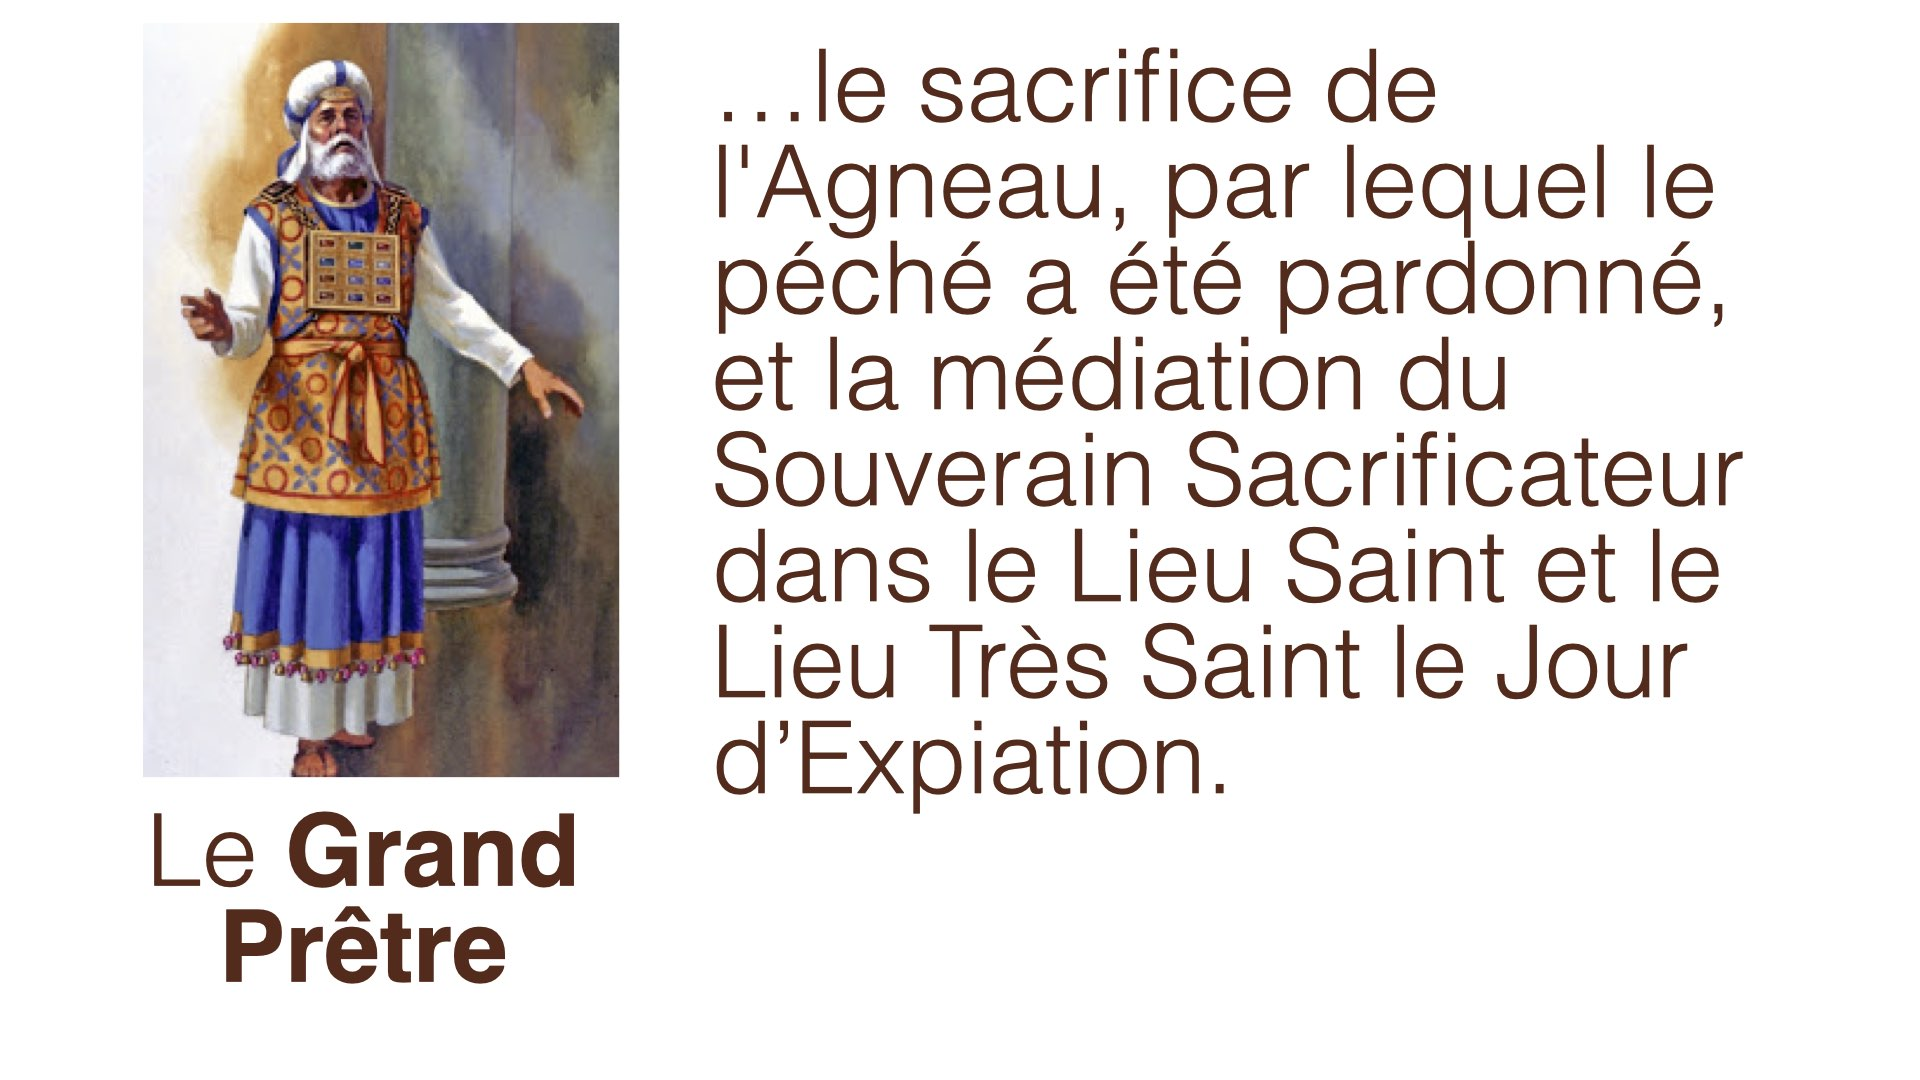 …le sacrifice de
l'Agneau, par lequel le
péché a été pardonné,
et la médiation du
Souverain Sacrificateur
dans le Lieu Saint et le
Lieu Très Saint le Jour
d’Expiation.
Le Grand
Prêtre